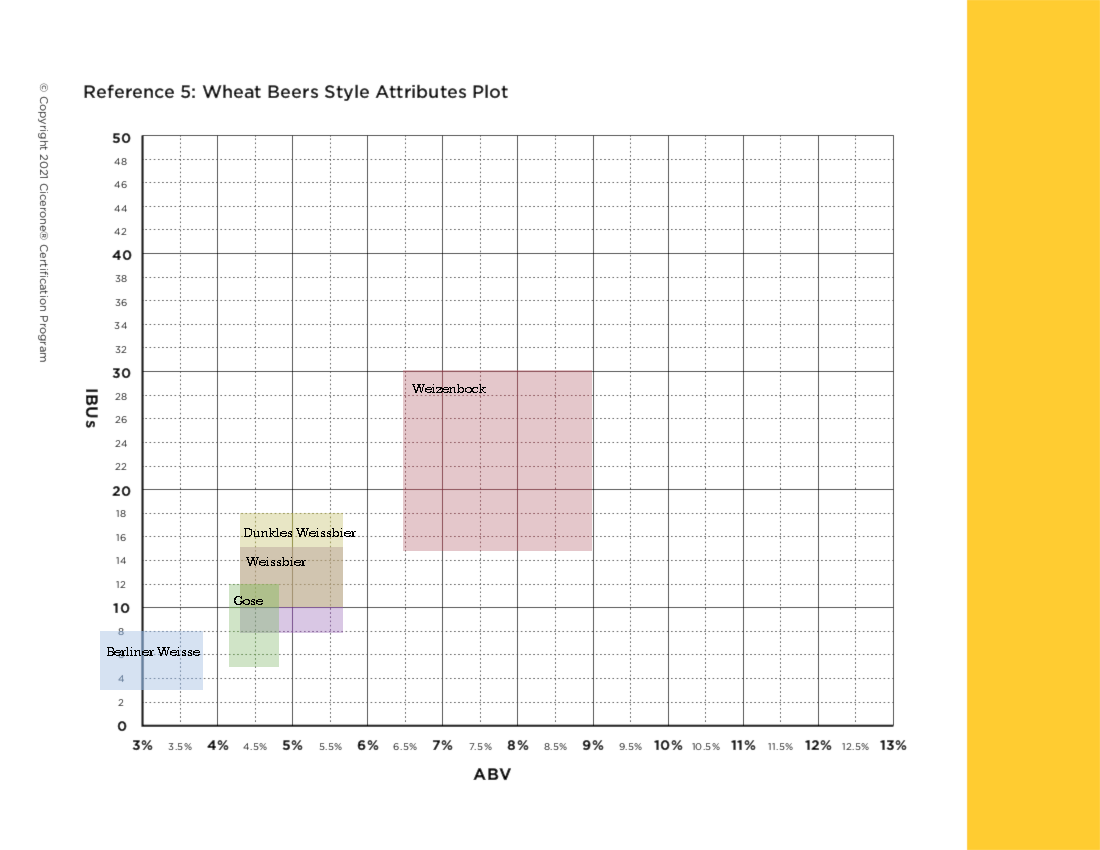 Reference 5: Wheat Beers Style Attributes Plot
© Copyright 2021 Cicerone® Certification Program
IBUs
50
48
46
44
42
40
38
36
34
32
30
28
26
24
22
20
18
16
14
12
10
8
6
4
2
0
Weizenbock
Dunkles Weissbier
Weissbier
Gose
Berliner Weisse
3% 3.5% 4% 4.5% 5% 5.5% 6% 6.5% 7% 7.5% 8% 8.5% 9% 9.5% 10% 10.5% 11% 11.5% 12% 12.5% 13%
ABV